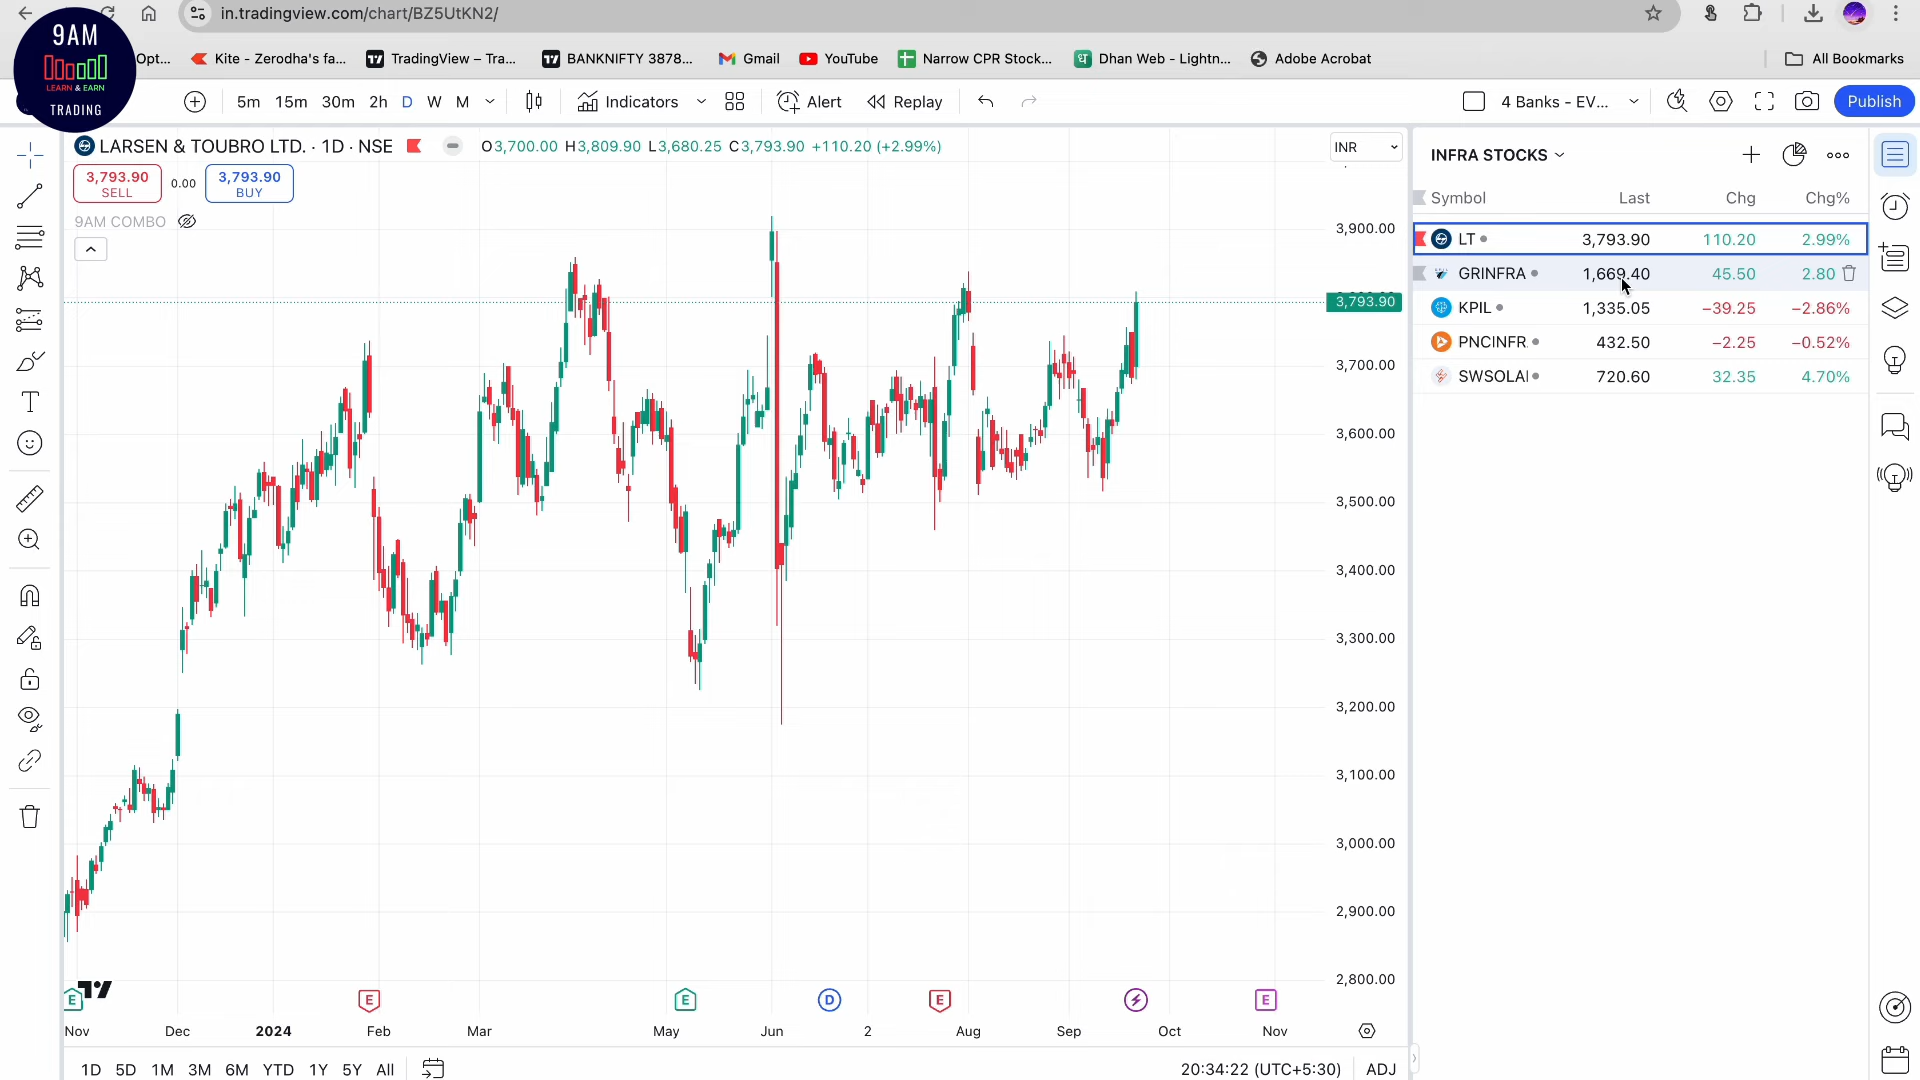 in.tradingview.com/chart/BZ5UtKN2/
9AM
LEARN & EARN
TRADING
Opt...
Kite - Zerodha's fa...
TradingView – Tra...
BANKNIFTY 3878...
Gmail
YouTube
Narrow CPR Stock...
Dhan Web - Lightn...
Adobe Acrobat
All Bookmarks
5m 15m 30m 2h D W M
Indicators
Alert
Replay
4 Banks - EV...
Publish
LARSEN & TOUBRO LTD. · 1D · NSE
O3,700.00 H3,809.90 L3,680.25 C3,793.90 +110.20 (+2.99%)
INR
3,793.90
SELL
0.00
3,793.90
BUY
9AM COMBO
3,900.00
3,793.90
3,700.00
3,600.00
3,500.00
3,400.00
3,300.00
3,200.00
3,100.00
3,000.00
2,900.00
2,800.00
E E E D E E
Nov Dec 2024 Feb Mar May Jun 2 Aug Sep Oct Nov
1D 5D 1M 3M 6M YTD 1Y 5Y All
20:34:22 (UTC+5:30) ADJ
INFRA STOCKS
Symbol Last Chg Chg%
LT 3,793.90 110.20 2.99%
GRINFRA 1,669.40 45.50 2.80
KPIL 1,335.05 −39.25 −2.86%
PNCINFR 432.50 −2.25 −0.52%
SWSOLAI 720.60 32.35 4.70%